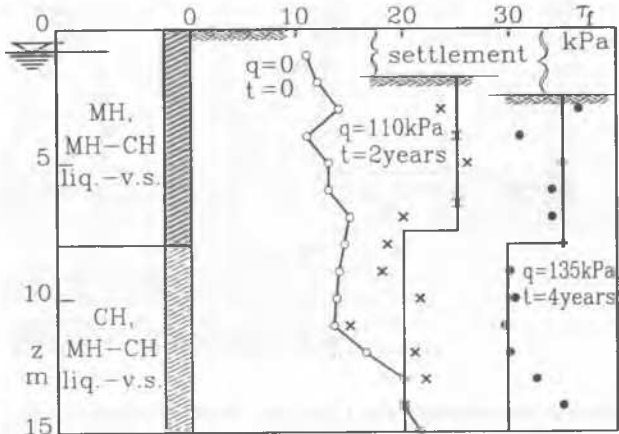 0
10
20
30
τf
kPa
0
5
10
z
m
15
MH,
MH-CH
liq.-v.s.
CH,
MH-CH
liq.-v.s.
q=0
t=0
settlement
q=110kPa
t=2years
q=135kPa
t=4years